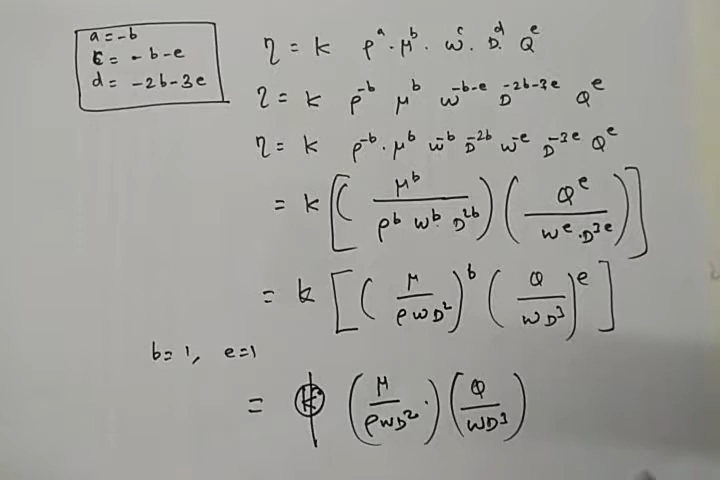 a = -b
c = -b-e
d = -2b-3e
η = k ρ^a . μ^b . ω^c . D^d . Q^e
η = k ρ^-b μ^b ω^-b-e D^-2b-3e Q^e
η = k ρ^-b . μ^b ω^-b D^-2b ω^-e D^-3e Q^e
= k [( μ^b / ρ^b ω^b D^2b ) ( Q^e / ω^e . D^3e )]
= k [( μ / ρωD² )^b ( Q / ωD³ )^e ]
b=1, e=1
= ( μ / ρωD² . ) ( Q / ωD³ )